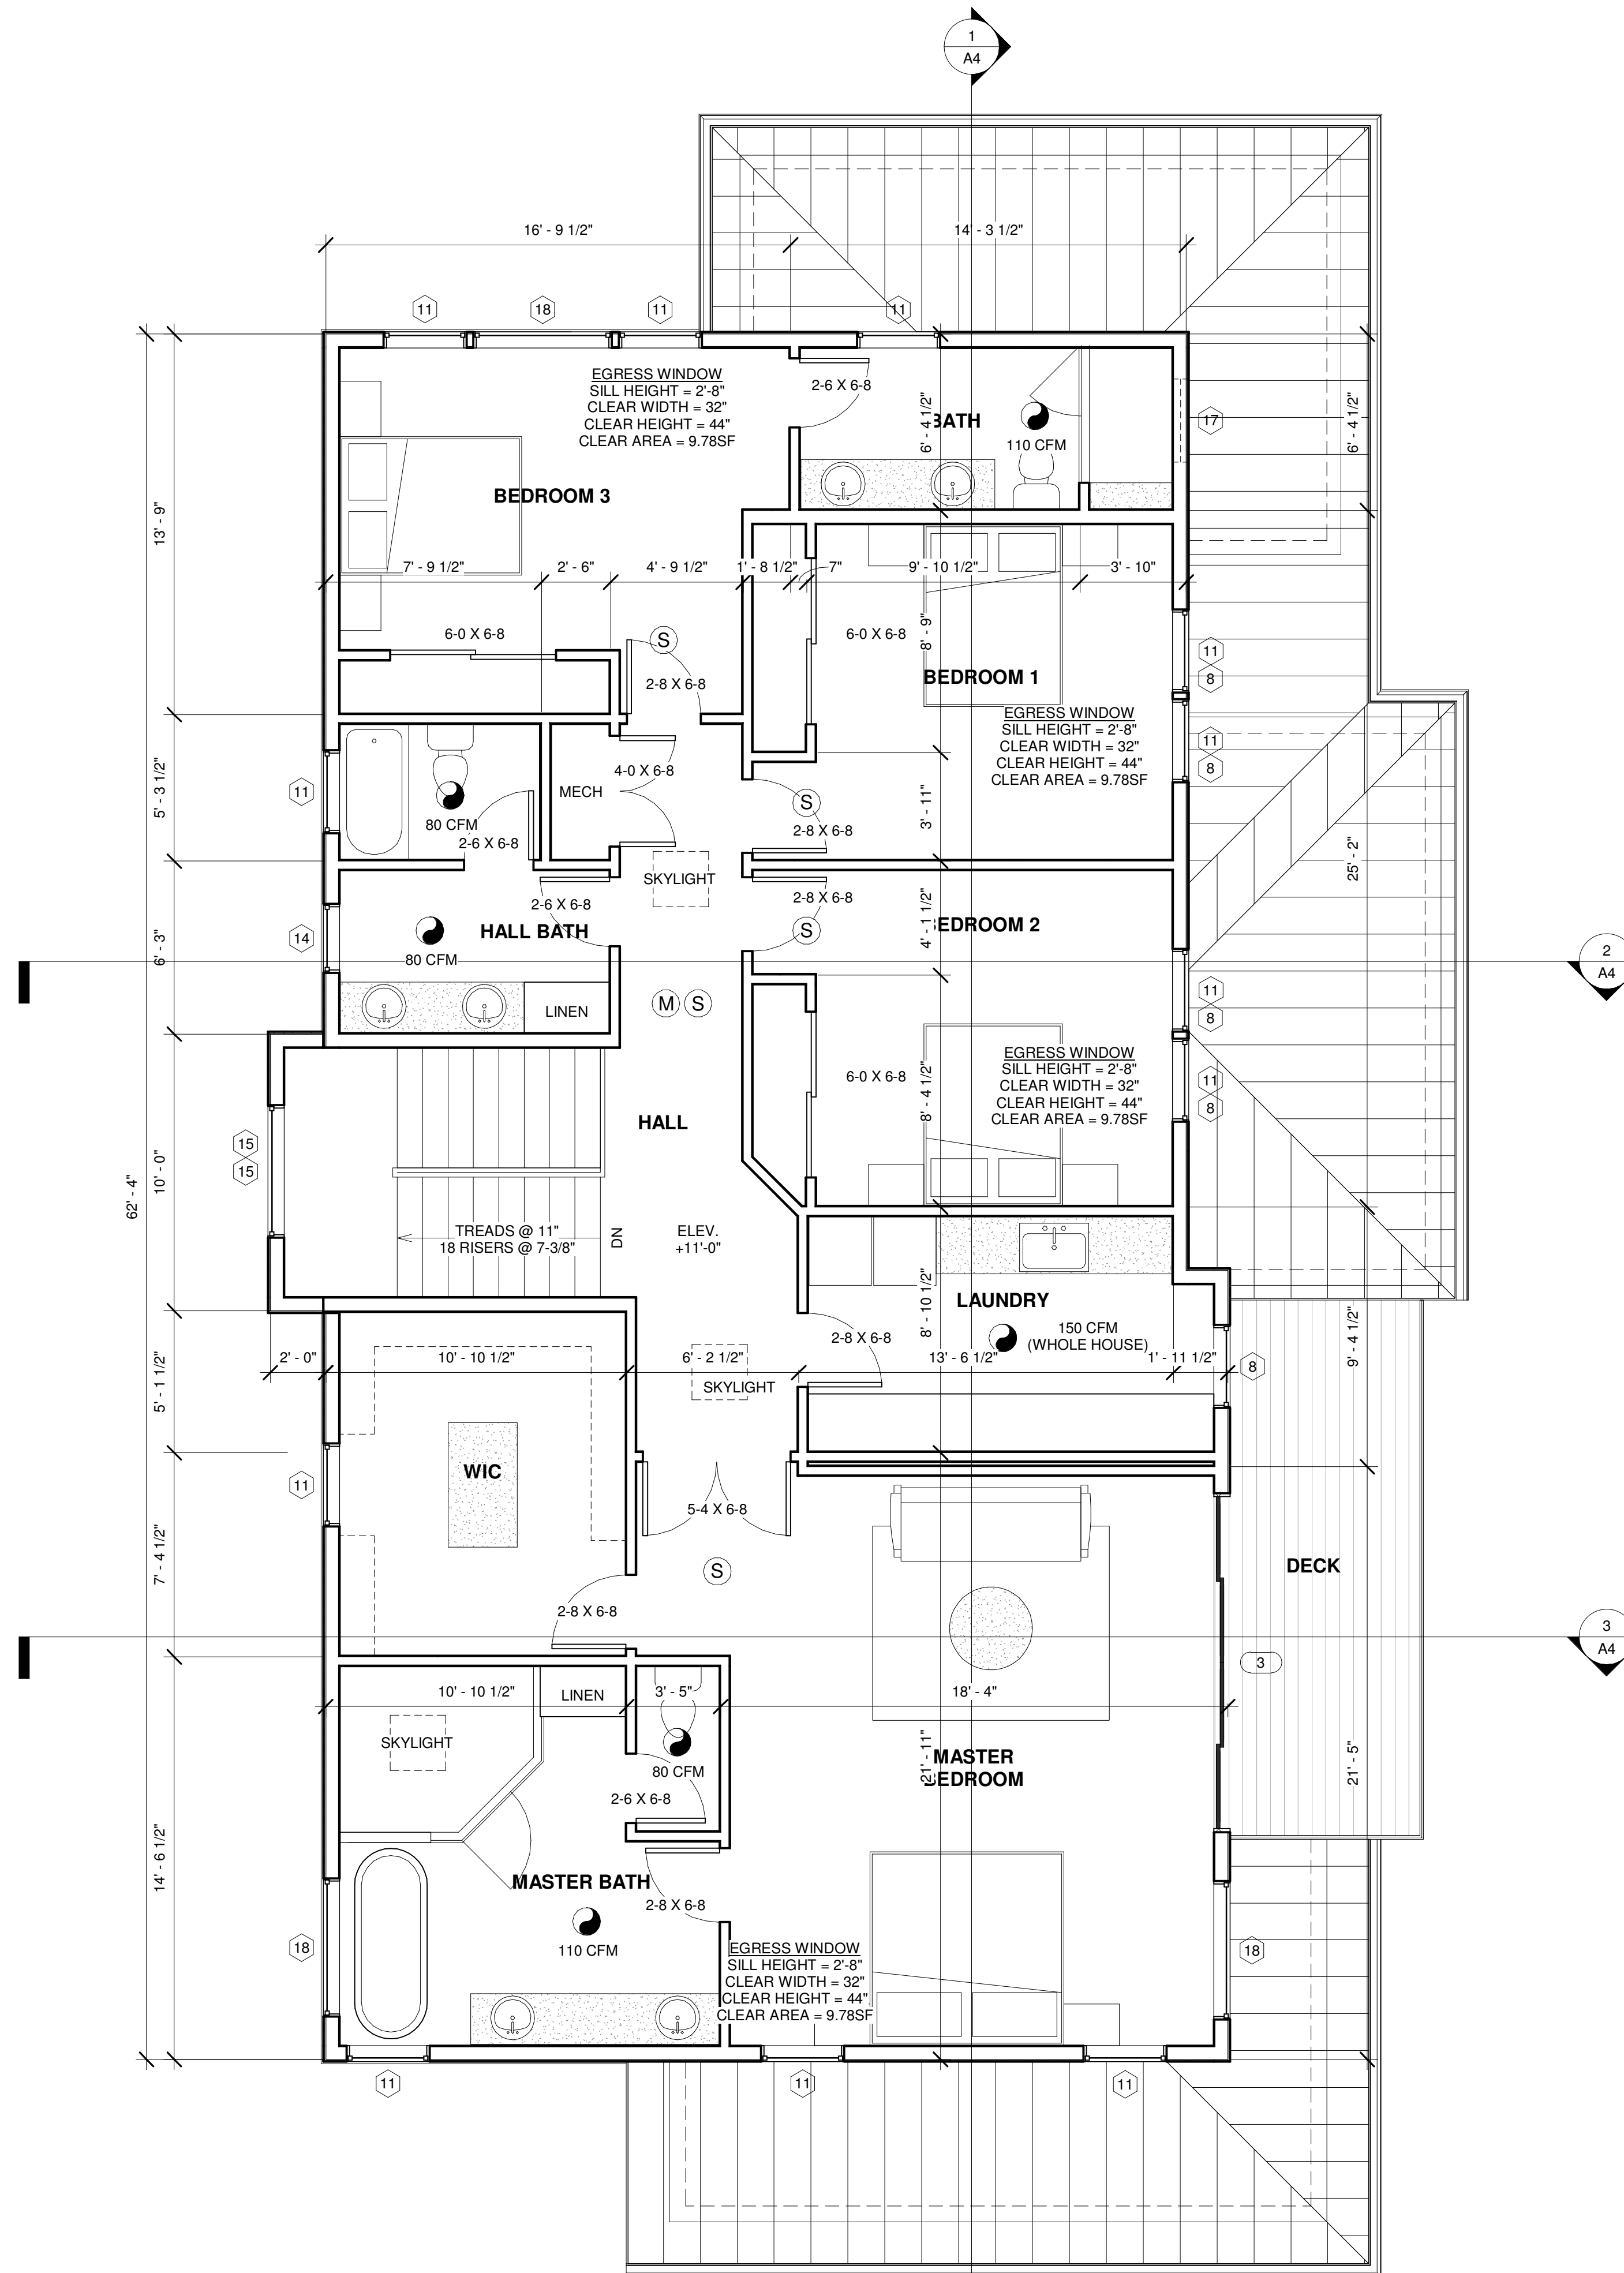 1
A4
16' - 9 1/2"
14' - 3 1/2"
11
18
11
11
EGRESS WINDOW
SILL HEIGHT = 2'-8"
CLEAR WIDTH = 32"
CLEAR HEIGHT = 44"
CLEAR AREA = 9.78SF
2-6 X 6-8
6' - 4 1/2"
BATH
110 CFM
17
6' - 4 1/2"
BEDROOM 3
13' - 9"
7' - 9 1/2"
2' - 6"
4' - 9 1/2"
1' - 8 1/2"
7"
9' - 10 1/2"
3' - 10"
6-0 X 6-8
S
2-8 X 6-8
6-0 X 6-8
8' - 9"
BEDROOM 1
11
8
EGRESS WINDOW
SILL HEIGHT = 2'-8"
CLEAR WIDTH = 32"
CLEAR HEIGHT = 44"
CLEAR AREA = 9.78SF
11
8
5' - 3 1/2"
11
80 CFM
2-6 X 6-8
4-0 X 6-8
MECH
S
2-8 X 6-8
3' - 11"
25' - 2"
SKYLIGHT
2-6 X 6-8
2-8 X 6-8
S
4' - 1 1/2"
BEDROOM 2
6' - 3"
14
HALL BATH
80 CFM
2
A4
LINEN
M
S
11
8
62' - 4"
10' - 0"
15
15
HALL
6-0 X 6-8
8' - 4 1/2"
EGRESS WINDOW
SILL HEIGHT = 2'-8"
CLEAR WIDTH = 32"
CLEAR HEIGHT = 44"
CLEAR AREA = 9.78SF
11
8
TREADS @ 11"
18 RISERS @ 7-3/8"
DN
ELEV.
+11'-0"
LAUNDRY
8' - 10 1/2"
150 CFM
(WHOLE HOUSE)
2-8 X 6-8
9' - 4 1/2"
5' - 1 1/2"
2' - 0"
10' - 10 1/2"
6' - 2 1/2"
13' - 6 1/2"
1' - 11 1/2"
8
SKYLIGHT
WIC
11
5-4 X 6-8
7' - 4 1/2"
S
2-8 X 6-8
DECK
3
A4
3
10' - 10 1/2"
LINEN
3' - 5"
18' - 4"
SKYLIGHT
80 CFM
2-6 X 6-8
21' - 11"
MASTER
BEDROOM
21' - 5"
14' - 6 1/2"
MASTER BATH
2-8 X 6-8
110 CFM
18
EGRESS WINDOW
SILL HEIGHT = 2'-8"
CLEAR WIDTH = 32"
CLEAR HEIGHT = 44"
CLEAR AREA = 9.78SF
18
11
11
11